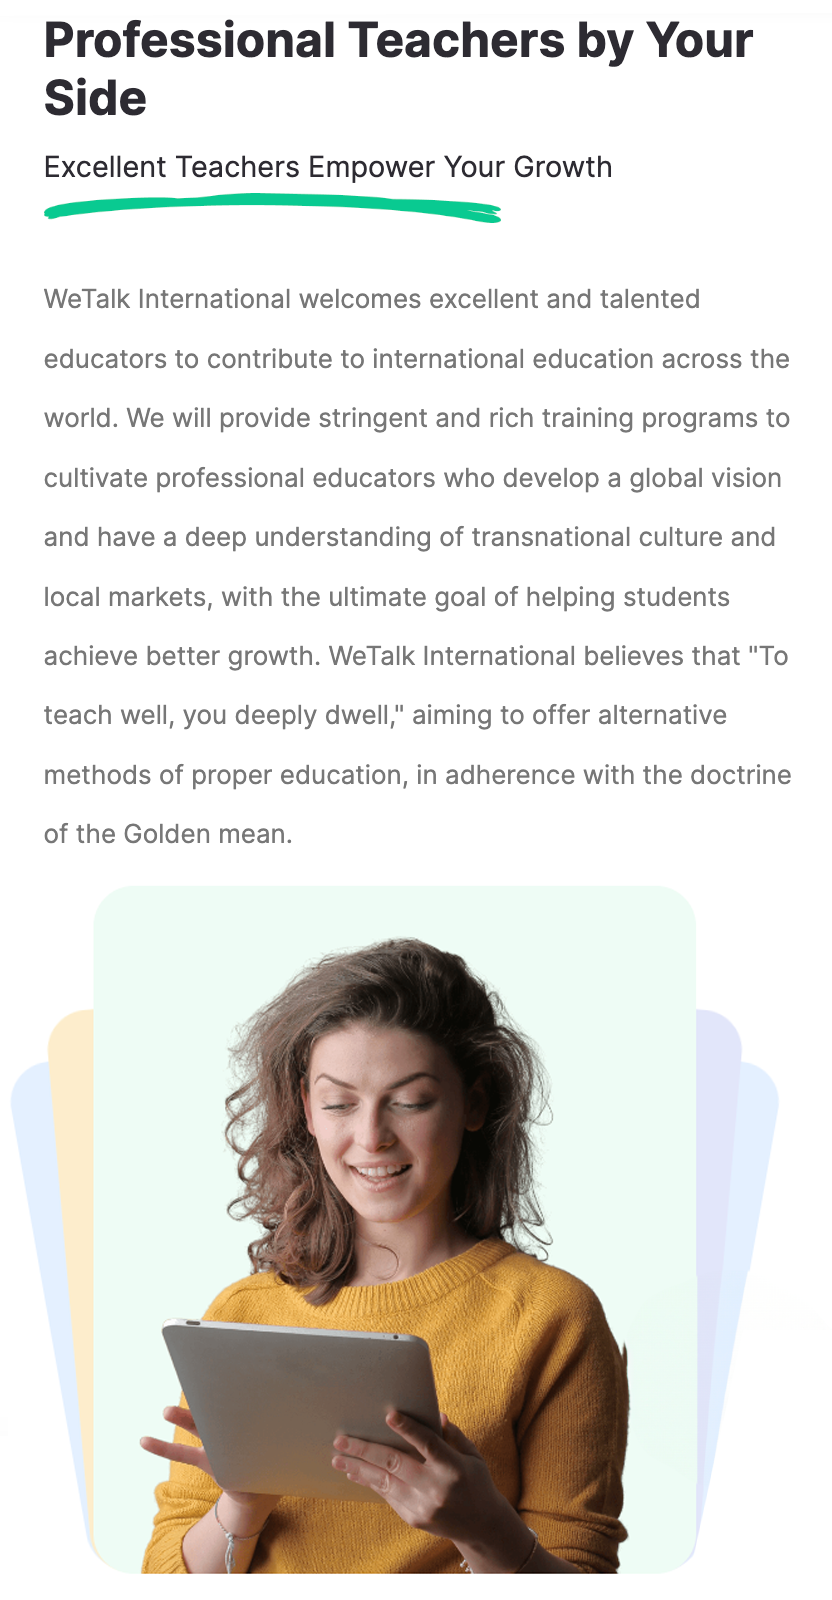 Professional Teachers by Your
Side
Excellent Teachers Empower Your Growth
WeTalk International welcomes excellent and talented
educators to contribute to international education across the
world. We will provide stringent and rich training programs to
cultivate professional educators who develop a global vision
and have a deep understanding of transnational culture and
local markets, with the ultimate goal of helping students
achieve better growth. WeTalk International believes that "To
teach well, you deeply dwell," aiming to offer alternative
methods of proper education, in adherence with the doctrine
of the Golden mean.